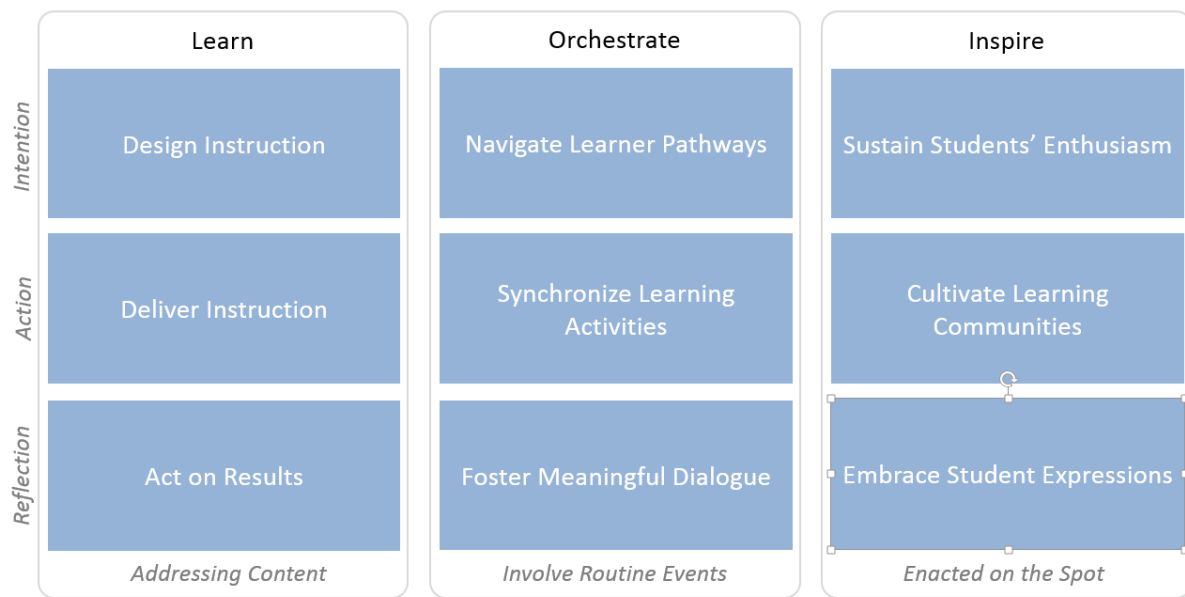 Learn
Orchestrate
Inspire
Intention
Design Instruction
Navigate Learner Pathways
Sustain Students’ Enthusiasm
Action
Deliver Instruction
Synchronize Learning
Activities
Cultivate Learning
Communities
Reflection
Act on Results
Foster Meaningful Dialogue
Embrace Student Expressions
Addressing Content
Involve Routine Events
Enacted on the Spot